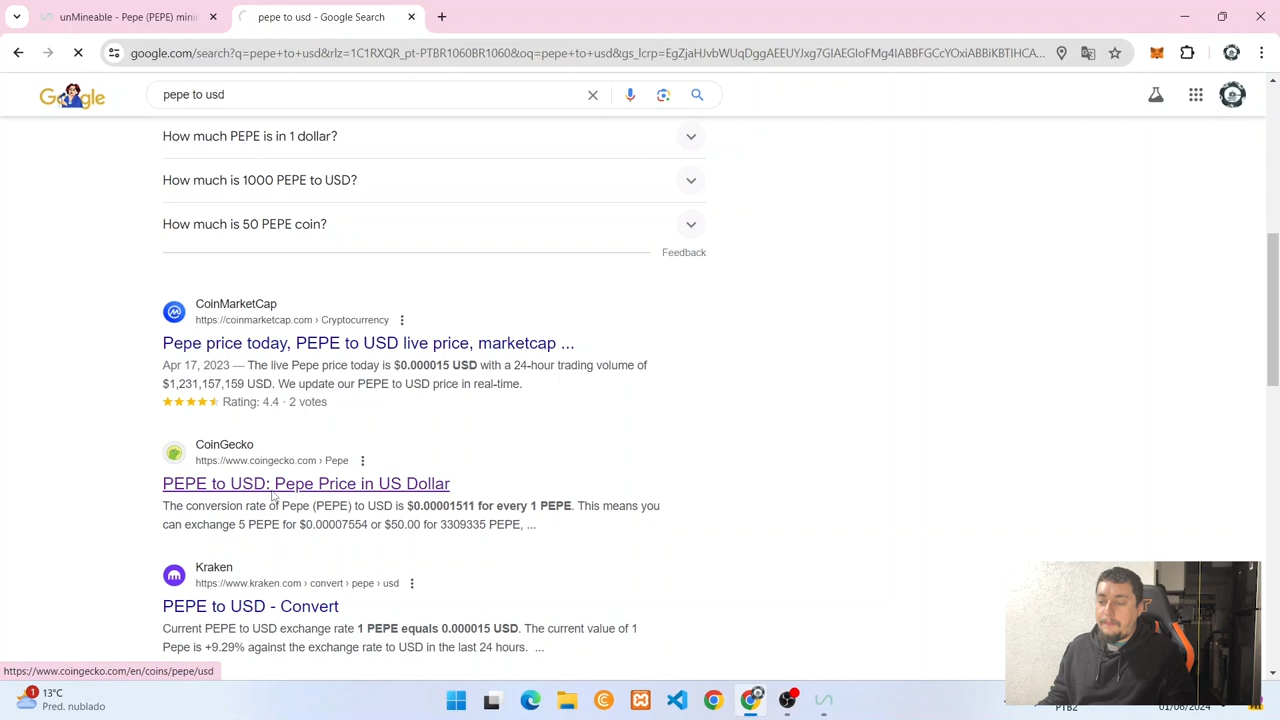 unMineable - Pepe (PEPE) mini
pepe to usd - Google Search
google.com/search?q=pepe+to+usd&rlz=1C1RXQR_pt-PTBR1060BR1060&oq=pepe+to+usd&gs_lcrp=EgZjaHJvbWUqDggAEEUYJxg7GIAEGIoFMg4IABBFGCcYOxiABBiKBTIHCA...
Google
pepe to usd
How much PEPE is in 1 dollar?
How much is 1000 PEPE to USD?
How much is 50 PEPE coin?
Feedback
CoinMarketCap
https://coinmarketcap.com › Cryptocurrency
Pepe price today, PEPE to USD live price, marketcap ...
Apr 17, 2023 — The live Pepe price today is $0.000015 USD with a 24-hour trading volume of
$1,231,157,159 USD. We update our PEPE to USD price in real-time.
Rating: 4.4 · 2 votes
CoinGecko
https://www.coingecko.com › Pepe
PEPE to USD: Pepe Price in US Dollar
The conversion rate of Pepe (PEPE) to USD is $0.00001511 for every 1 PEPE. This means you
can exchange 5 PEPE for $0.00007554 or $50.00 for 3309335 PEPE, ...
Kraken
https://www.kraken.com › convert › pepe › usd
PEPE to USD - Convert
Current PEPE to USD exchange rate 1 PEPE equals 0.000015 USD. The current value of 1
Pepe is +9.29% against the exchange rate to USD in the last 24 hours. ...
https://www.coingecko.com/en/coins/pepe/usd
1
13°C
Pred. nublado
PTB2
01/06/2024